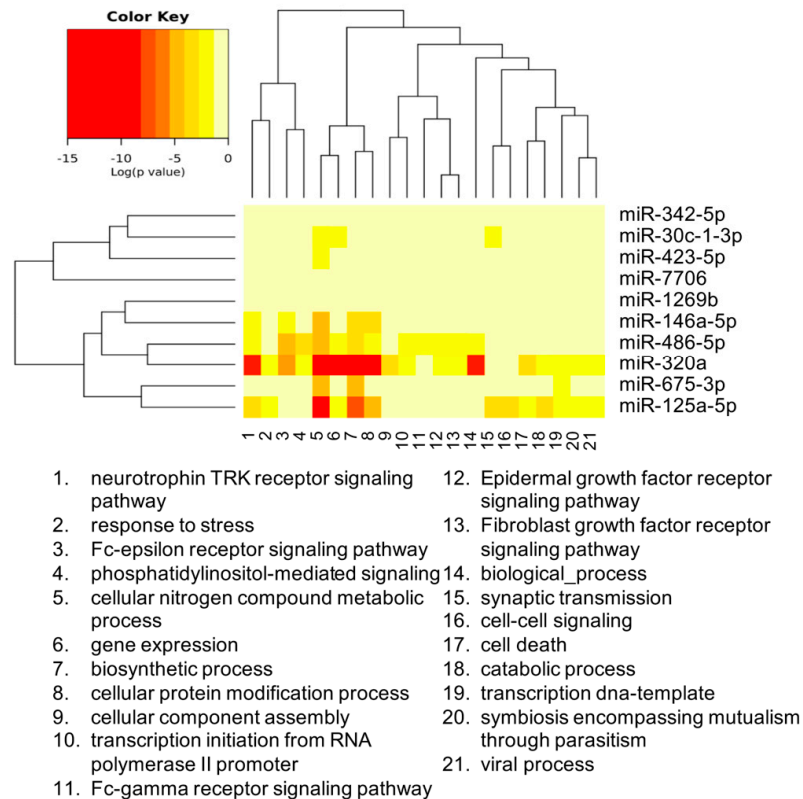 Color Key
-15 -10 -5 0
Log(p value)
miR-342-5p
miR-30c-1-3p
miR-423-5p
miR-7706
miR-1269b
miR-146a-5p
miR-486-5p
miR-320a
miR-675-3p
miR-125a-5p
1 2 3 4 5 6 7 8 9 10 11 12 13 14 15 16 17 18 19 20 21
1. neurotrophin TRK receptor signaling
pathway
2. response to stress
3. Fc-epsilon receptor signaling pathway
4. phosphatidylinositol-mediated signaling
5. cellular nitrogen compound metabolic
process
6. gene expression
7. biosynthetic process
8. cellular protein modification process
9. cellular component assembly
10. transcription initiation from RNA
polymerase II promoter
11. Fc-gamma receptor signaling pathway
12. Epidermal growth factor receptor
signaling pathway
13. Fibroblast growth factor receptor
signaling pathway
14. biological_process
15. synaptic transmission
16. cell-cell signaling
17. cell death
18. catabolic process
19. transcription dna-template
20. symbiosis encompassing mutualism
through parasitism
21. viral process